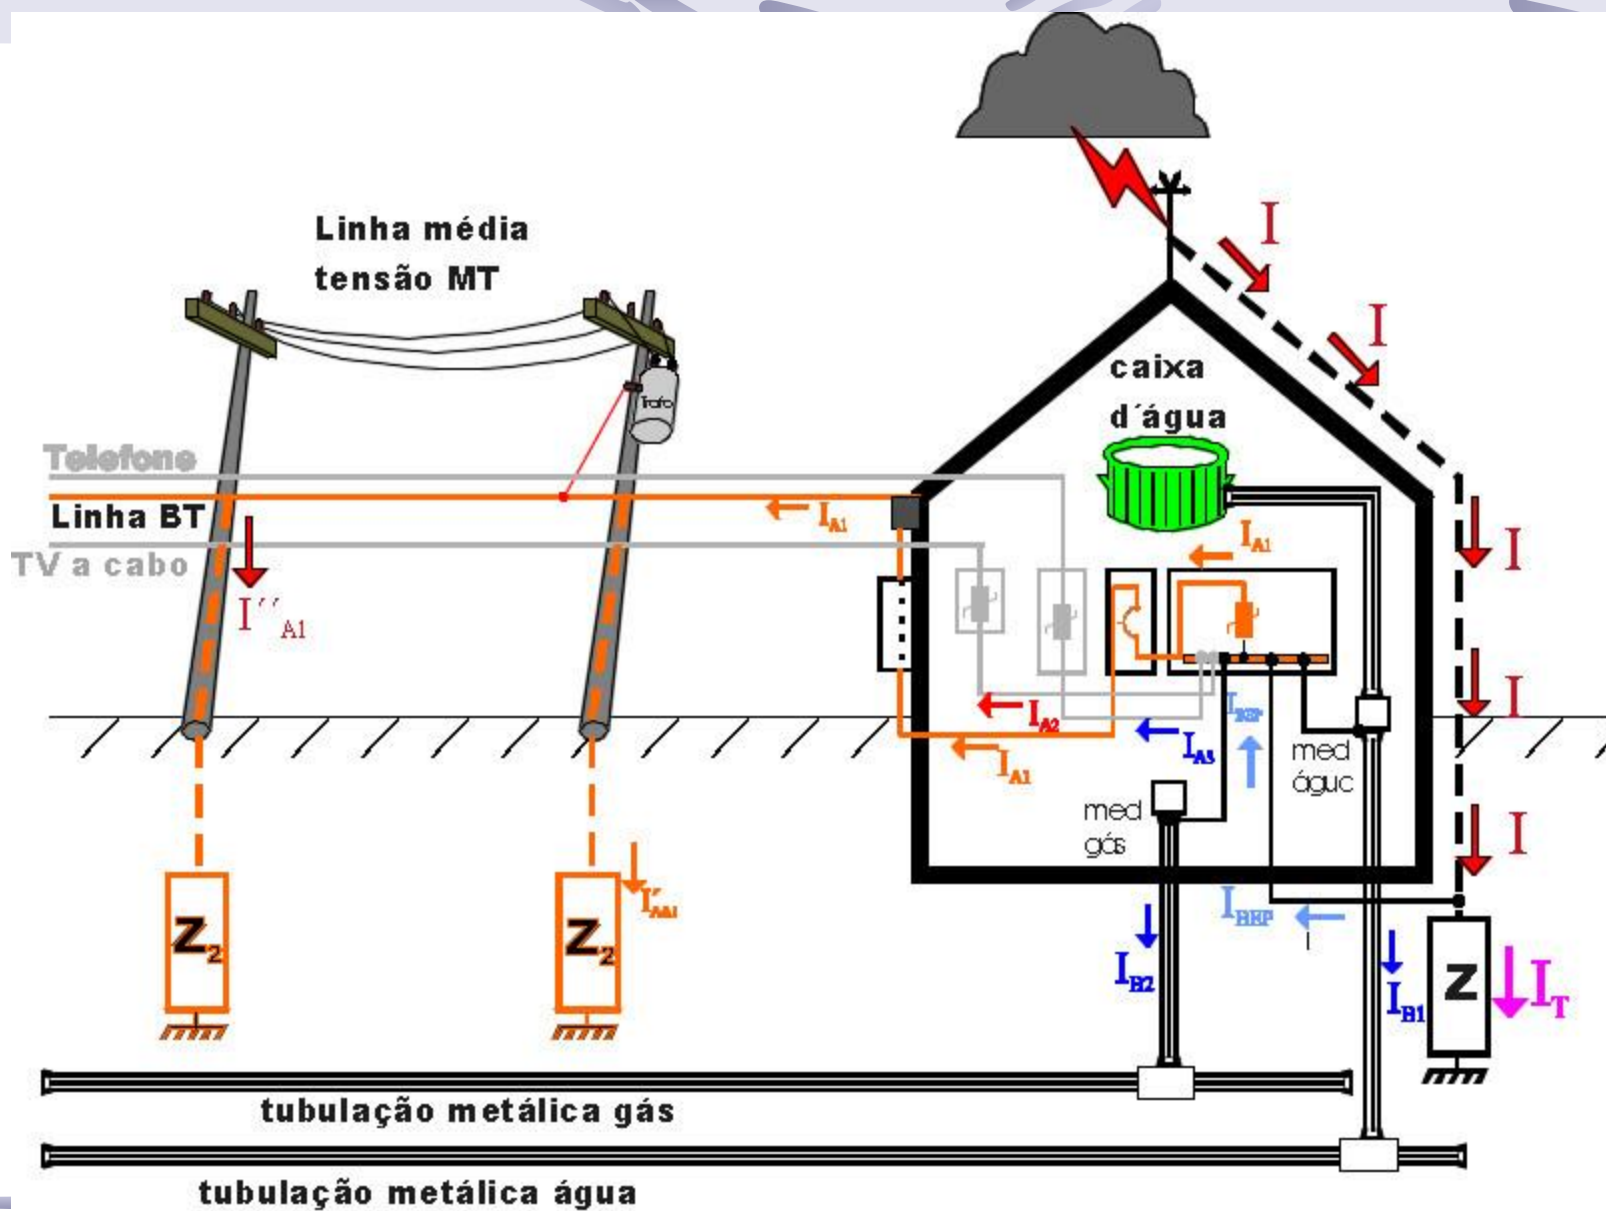 Linha média
tensão MT
Trafo
Telefone
Linha BT
TV a cabo
I´´A1
IA1
caixa
d´água
IA1
I
I
I
I
I
IA2
IA3
IA1
IBEP
med
águc
med
gás
IBEP
IB2
IB1
Z
IT
Z2
Z2
tubulação metálica gás
tubulação metálica água